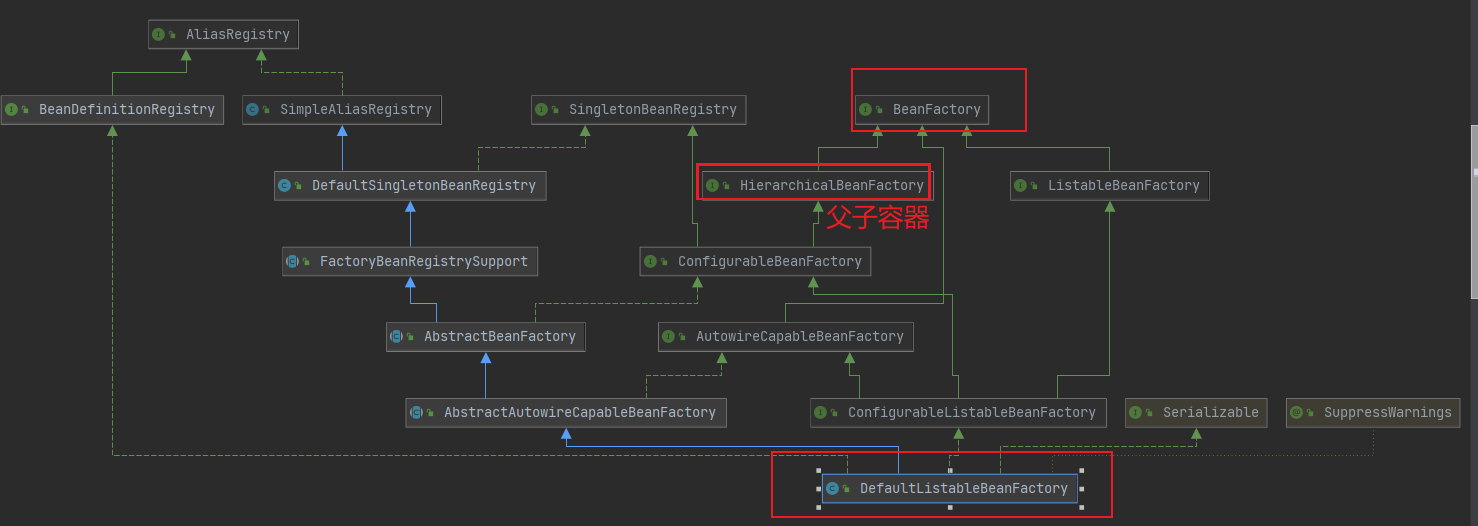 AliasRegistry
BeanDefinitionRegistry
SimpleAliasRegistry
SingletonBeanRegistry
BeanFactory
DefaultSingletonBeanRegistry
HierarchicalBeanFactory
ListableBeanFactory
父子容器
FactoryBeanRegistrySupport
ConfigurableBeanFactory
AbstractBeanFactory
AutowireCapableBeanFactory
AbstractAutowireCapableBeanFactory
ConfigurableListableBeanFactory
Serializable
SuppressWarnings
DefaultListableBeanFactory